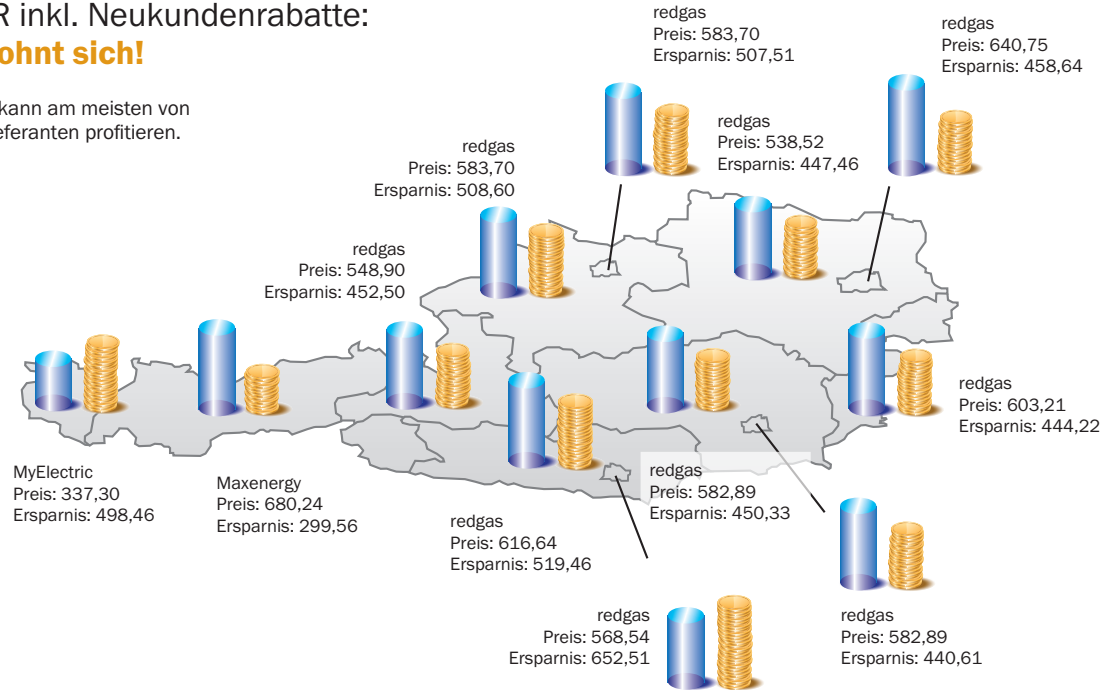 R inkl. Neukundenrabatte:
ohnt sich!
kann am meisten von
eferanten profitieren.
redgas
Preis: 583,70
Ersparnis: 507,51
redgas
Preis: 640,75
Ersparnis: 458,64
redgas
Preis: 538,52
Ersparnis: 447,46
redgas
Preis: 583,70
Ersparnis: 508,60
redgas
Preis: 548,90
Ersparnis: 452,50
MyElectric
Preis: 337,30
Ersparnis: 498,46
Maxenergy
Preis: 680,24
Ersparnis: 299,56
redgas
Preis: 616,64
Ersparnis: 519,46
redgas
Preis: 582,89
Ersparnis: 450,33
redgas
Preis: 603,21
Ersparnis: 444,22
redgas
Preis: 568,54
Ersparnis: 652,51
redgas
Preis: 582,89
Ersparnis: 440,61